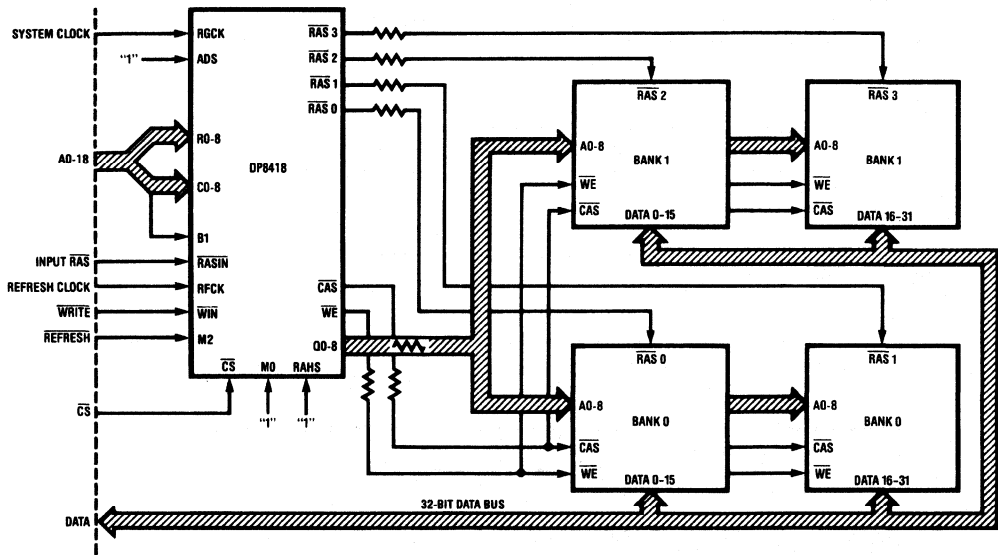 SYSTEM CLOCK
"1"
A0-18
INPUT RAS
REFRESH CLOCK
WRITE
REFRESH
CS
DATA
RGCK
ADS
R0-8
C0-8
B1
RASIN
RFCK
WIN
M2
CS
M0
RAHS
"1"
"1"
DP8418
RAS 3
RAS 2
RAS 1
RAS 0
CAS
WE
Q0-8
RAS 2
A0-8
BANK 1
WE
CAS
DATA 0-15
RAS 3
A0-8
BANK 1
WE
CAS
DATA 16-31
RAS 0
A0-8
BANK 0
CAS
WE
DATA 0-15
RAS 1
A0-8
BANK 0
CAS
WE
DATA 16-31
32-BIT DATA BUS